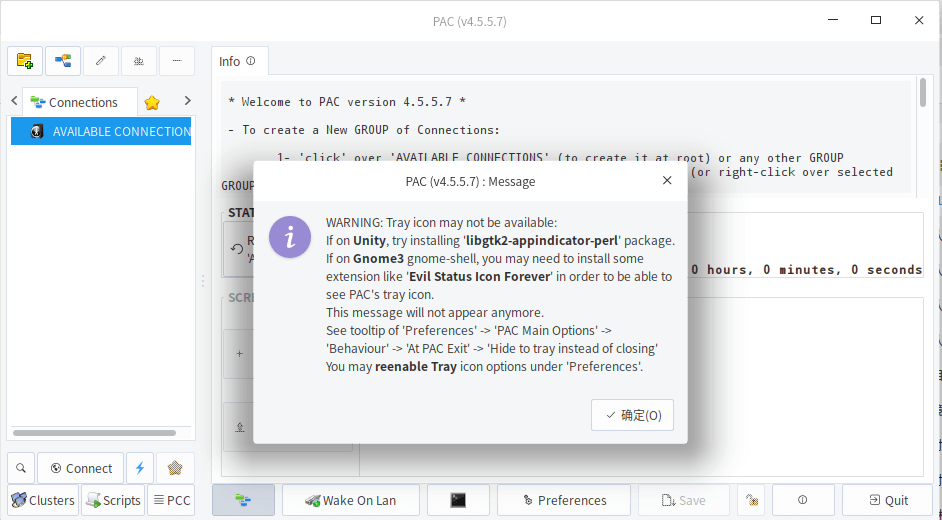 PAC (v4.5.5.7)
Connections
AVAILABLE CONNECTION
Info
* Welcome to PAC version 4.5.5.7 *
- To create a New GROUP of Connections:
1- 'click' over 'AVAILABLE CONNECTIONS' (to create it at root) or any other GROUP
(or right-click over selected
GROUP
PAC (v4.5.5.7) : Message
WARNING: Tray icon may not be available:
If on Unity, try installing 'libgtk2-appindicator-perl' package.
If on Gnome3 gnome-shell, you may need to install some
extension like 'Evil Status Icon Forever' in order to be able to
see PAC's tray icon.
This message will not appear anymore.
See tooltip of 'Preferences' -> 'PAC Main Options' ->
'Behaviour' -> 'At PAC Exit' -> 'Hide to tray instead of closing'
You may reenable Tray icon options under 'Preferences'.
确定(O)
STAT
R
'A
0 hours, 0 minutes, 0 seconds
SCRE
Connect
Clusters
Scripts
PCC
Wake On Lan
Preferences
Save
Quit